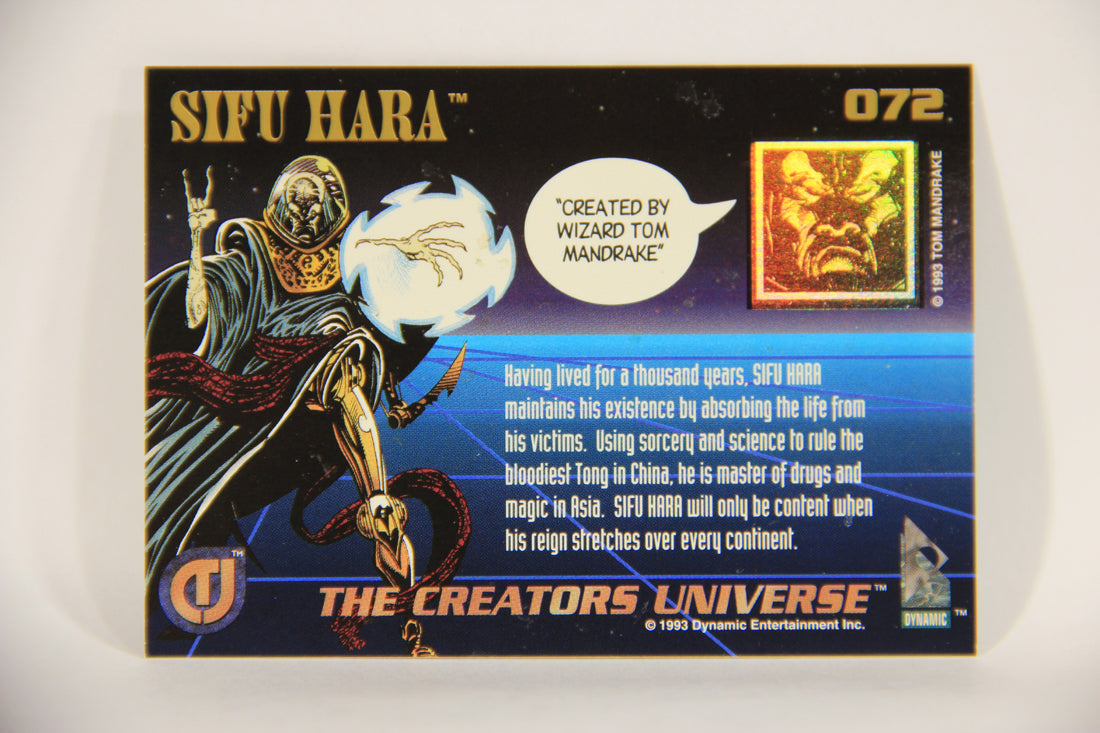 SIFU HARA™
072
"CREATED BY
WIZARD TOM
MANDRAKE"
© 1993 TOM MANDRAKE
Having lived for a thousand years, SIFU HARA
maintains his existence by absorbing the life from
his victims. Using sorcery and science to rule the
bloodiest Tong in China, he is master of drugs and
magic in Asia. SIFU HARA will only be content when
his reign stretches over every continent.
TM
THE CREATORS UNIVERSE™
© 1993 Dynamic Entertainment Inc.
DYNAMIC ™